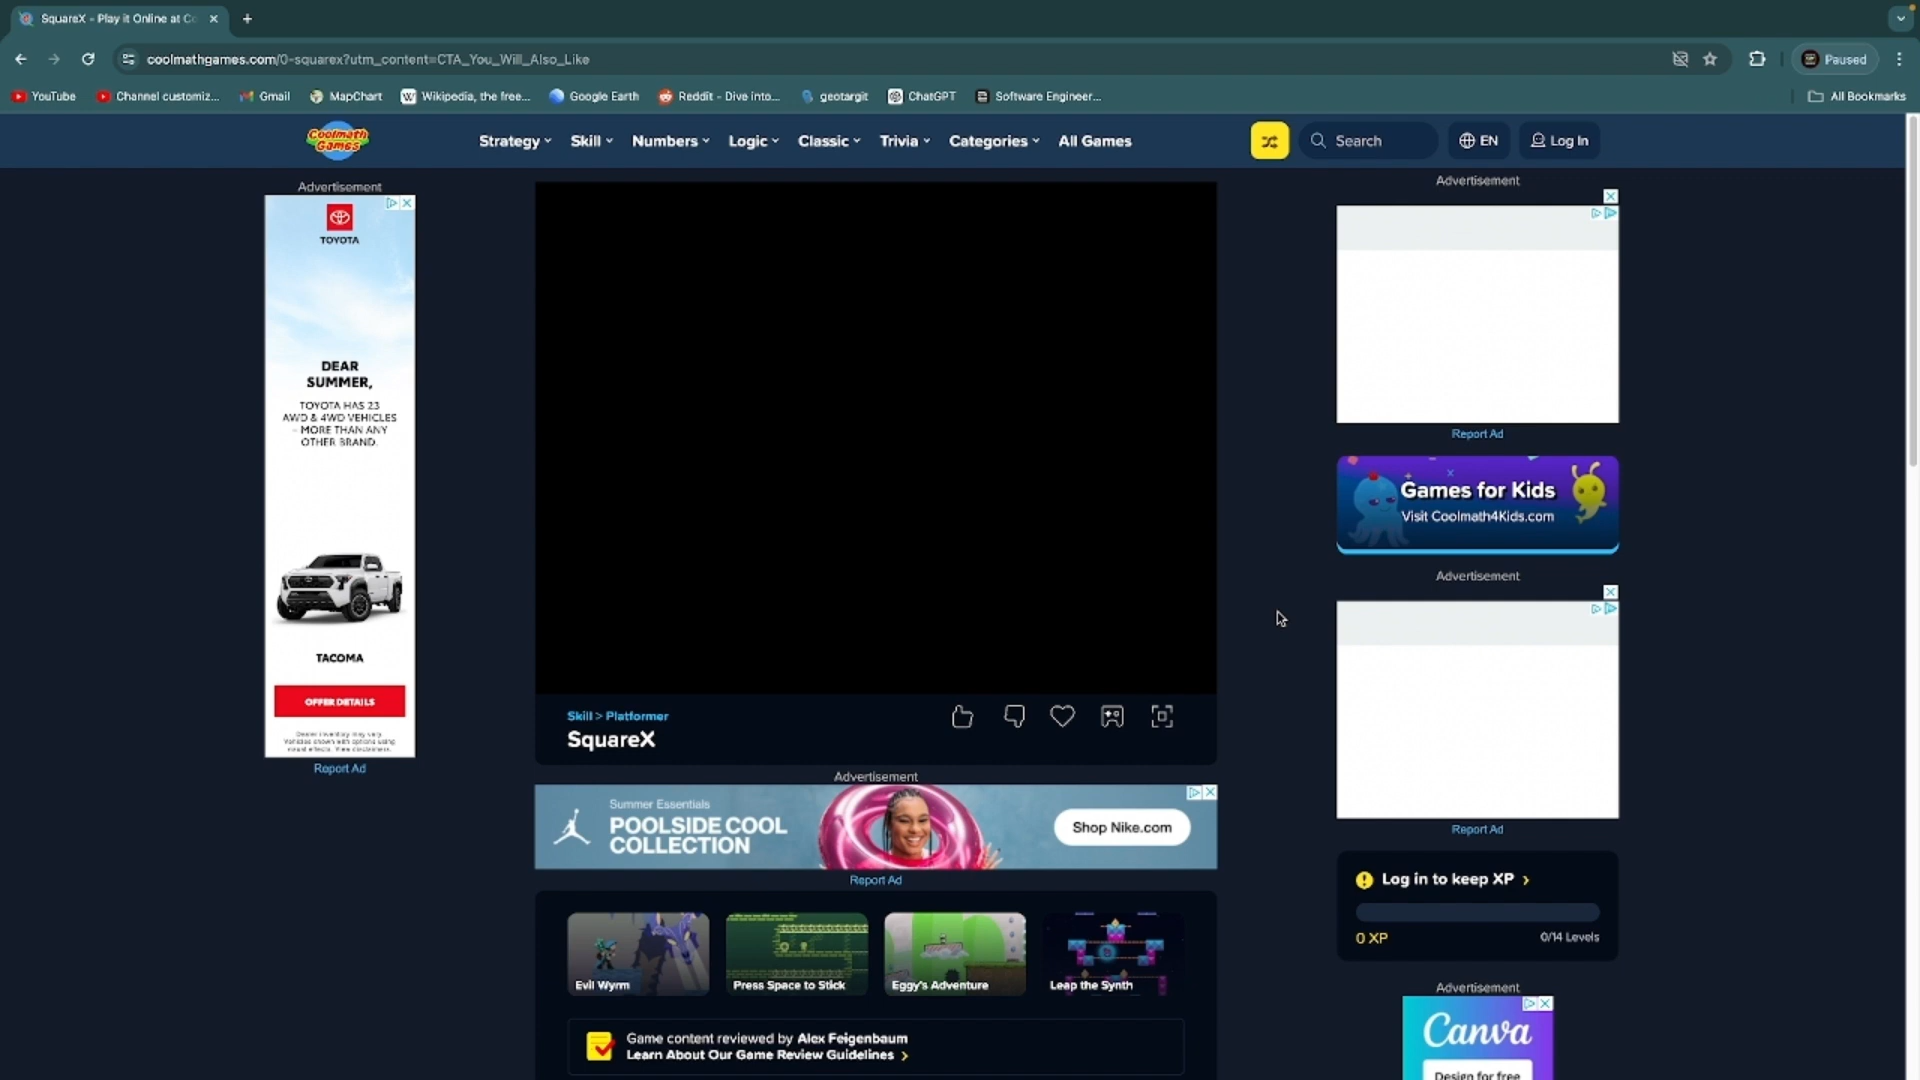 SquareX - Play it Online at Co
coolmathgames.com/0-squarex?utm_content=CTA_You_Will_Also_Like
Paused
YouTube
Channel customiz...
Gmail
MapChart
Wikipedia, the free...
Google Earth
Reddit - Dive into...
geotargit
ChatGPT
Software Engineer...
All Bookmarks
Coolmath
Games
Strategy
Skill
Numbers
Logic
Classic
Trivia
Categories
All Games
Search
EN
Log In
Advertisement
TOYOTA
DEAR
SUMMER,
TOYOTA HAS 23
AWD & 4WD VEHICLES
– MORE THAN ANY
OTHER BRAND.
TACOMA
OFFER DETAILS
Report Ad
Skill > Platformer
SquareX
Advertisement
Summer Essentials
POOLSIDE COOL
COLLECTION
Shop Nike.com
Report Ad
Evil Wyrm
Press Space to Stick
Eggy's Adventure
Leap the Synth
Game content reviewed by Alex Feigenbaum
Learn About Our Game Review Guidelines >
Advertisement
Report Ad
Games for Kids
Visit Coolmath4Kids.com
Advertisement
Report Ad
Log in to keep XP >
0 XP
0/14 Levels
Advertisement
Canva
Design for free